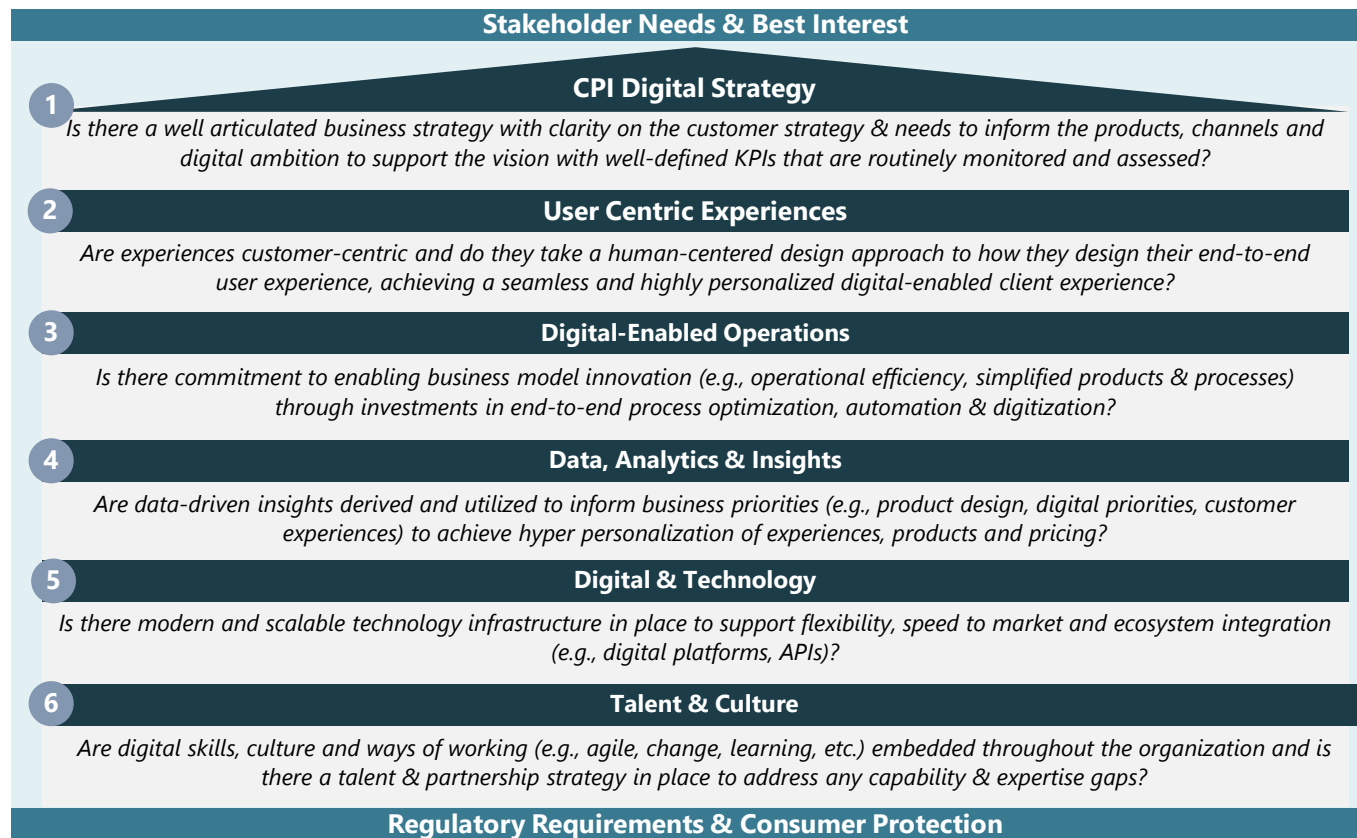 Stakeholder Needs & Best Interest
CPI Digital Strategy
1
Is there a well articulated business strategy with clarity on the customer strategy & needs to inform the products, channels and
digital ambition to support the vision with well-defined KPIs that are routinely monitored and assessed?
2
User Centric Experiences
Are experiences customer-centric and do they take a human-centered design approach to how they design their end-to-end
user experience, achieving a seamless and highly personalized digital-enabled client experience?
3
Digital-Enabled Operations
Is there commitment to enabling business model innovation (e.g., operational efficiency, simplified products & processes)
through investments in end-to-end process optimization, automation & digitization?
4
Data, Analytics & Insights
Are data-driven insights derived and utilized to inform business priorities (e.g., product design, digital priorities, customer
experiences) to achieve hyper personalization of experiences, products and pricing?
5
Digital & Technology
Is there modern and scalable technology infrastructure in place to support flexibility, speed to market and ecosystem integration
(e.g., digital platforms, APIs)?
6
Talent & Culture
Are digital skills, culture and ways of working (e.g., agile, change, learning, etc.) embedded throughout the organization and is
there a talent & partnership strategy in place to address any capability & expertise gaps?
Regulatory Requirements & Consumer Protection